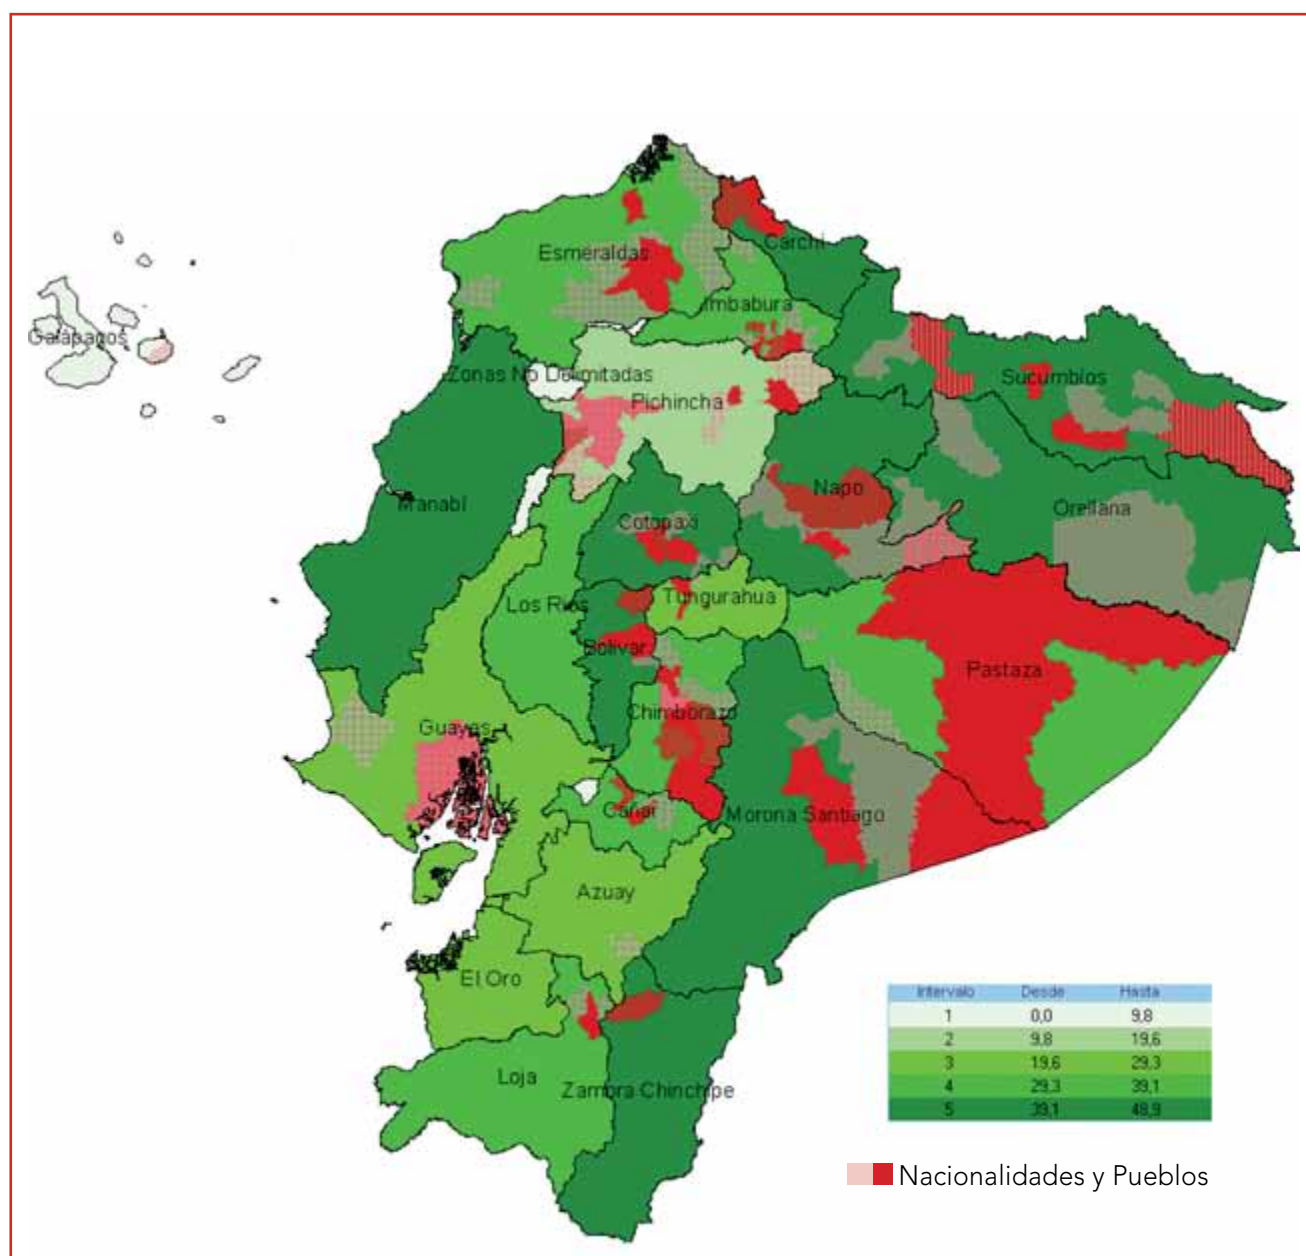 Carchi
Esmeraldas
Imbabura
Galápagos
Zonas No Delimitadas
Sucumbíos
Pichincha
Napo
Manabí
Orellana
Cotopaxi
Los Ríos
Tungurahua
Bolívar
Pastaza
Chimborazo
Guayas
Cañar
Morona Santiago
Azuay
El Oro
Loja
Zamora Chinchipe
Intervalo Desde Hasta
1 0,0 9,8
2 9,8 19,6
3 19,6 29,3
4 29,3 39,1
5 39,1 48,9
Nacionalidades y Pueblos